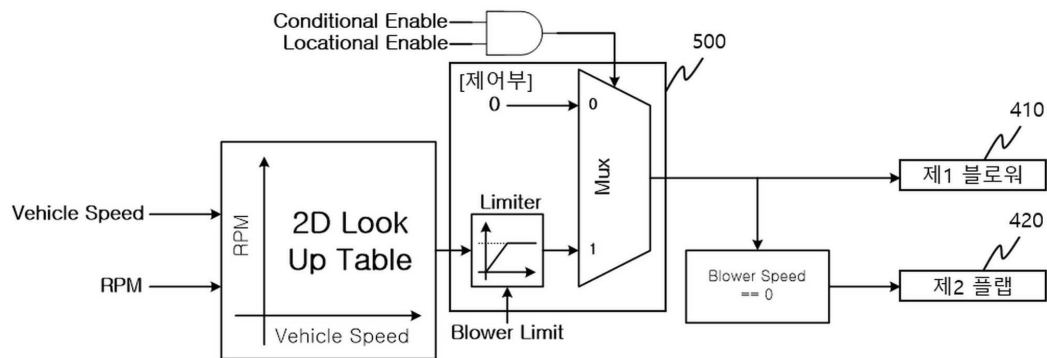 Conditional Enable
Locational Enable
500
[제어부]
0
0
410
제1 블로워
Mux
Vehicle Speed
RPM
2D Look
Up Table
Limiter
1
420
RPM
Blower Speed
== 0
제2 플랩
Vehicle Speed
Blower Limit